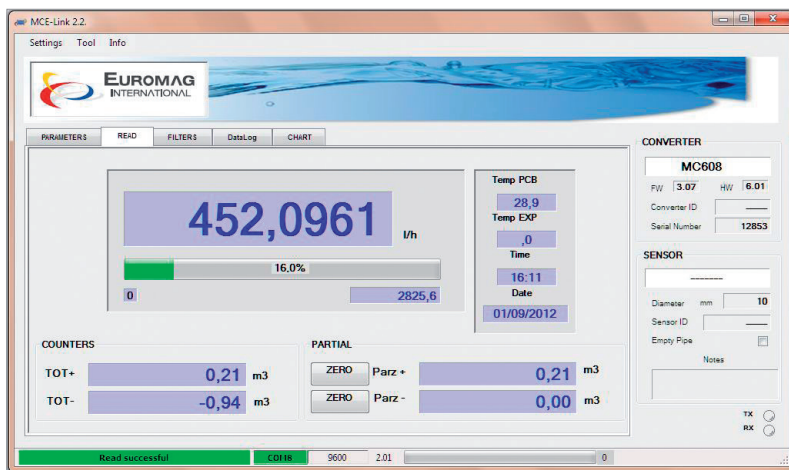 MCE-Link 2.2.
Settings Tool Info
EUROMAG
INTERNATIONAL
PARAMETERS READ FILTERS DataLog CHART
452,0961 l/h
16,0%
0 2825,6
Temp PCB
28,9
Temp EXP
,0
Time
16:11
Date
01/09/2012
COUNTERS
TOT+ 0,21 m3
TOT- -0,94 m3
PARTIAL
ZERO Parz + 0,21 m3
ZERO Parz - 0,00 m3
CONVERTER
MC608
FW 3.07 HW 6.01
Converter ID ____
Serial Number 12853
SENSOR
-------
Diameter mm 10
Sensor ID ____
Empty Pipe
Notes
TX
RX
Read successful COM8 9600 2.01 0